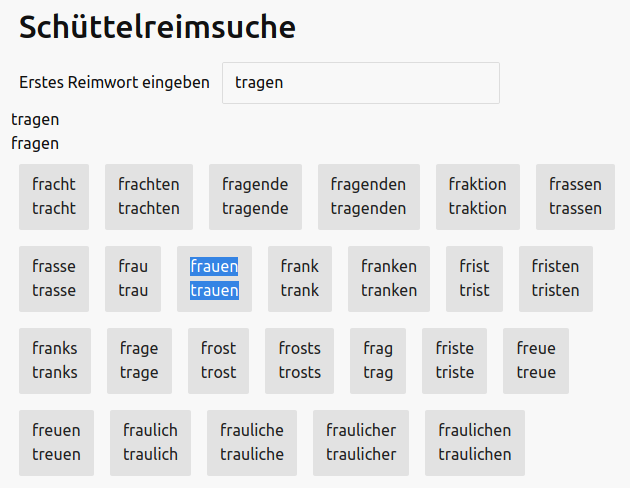 Schüttelreimsuche
Erstes Reimwort eingeben tragen
tragen
fragen
fracht frachten fragende fragenden fraktion frassen
tracht trachten tragende tragenden traktion trassen
frasse frau frauen frank franken frist fristen
trasse trau trauen trank tranken trist tristen
franks frage frost frosts frag friste freue
tranks trage trost trosts trag triste treue
freuen fraulich frauliche fraulicher fraulichen
treuen traulich trauliche traulicher traulichen